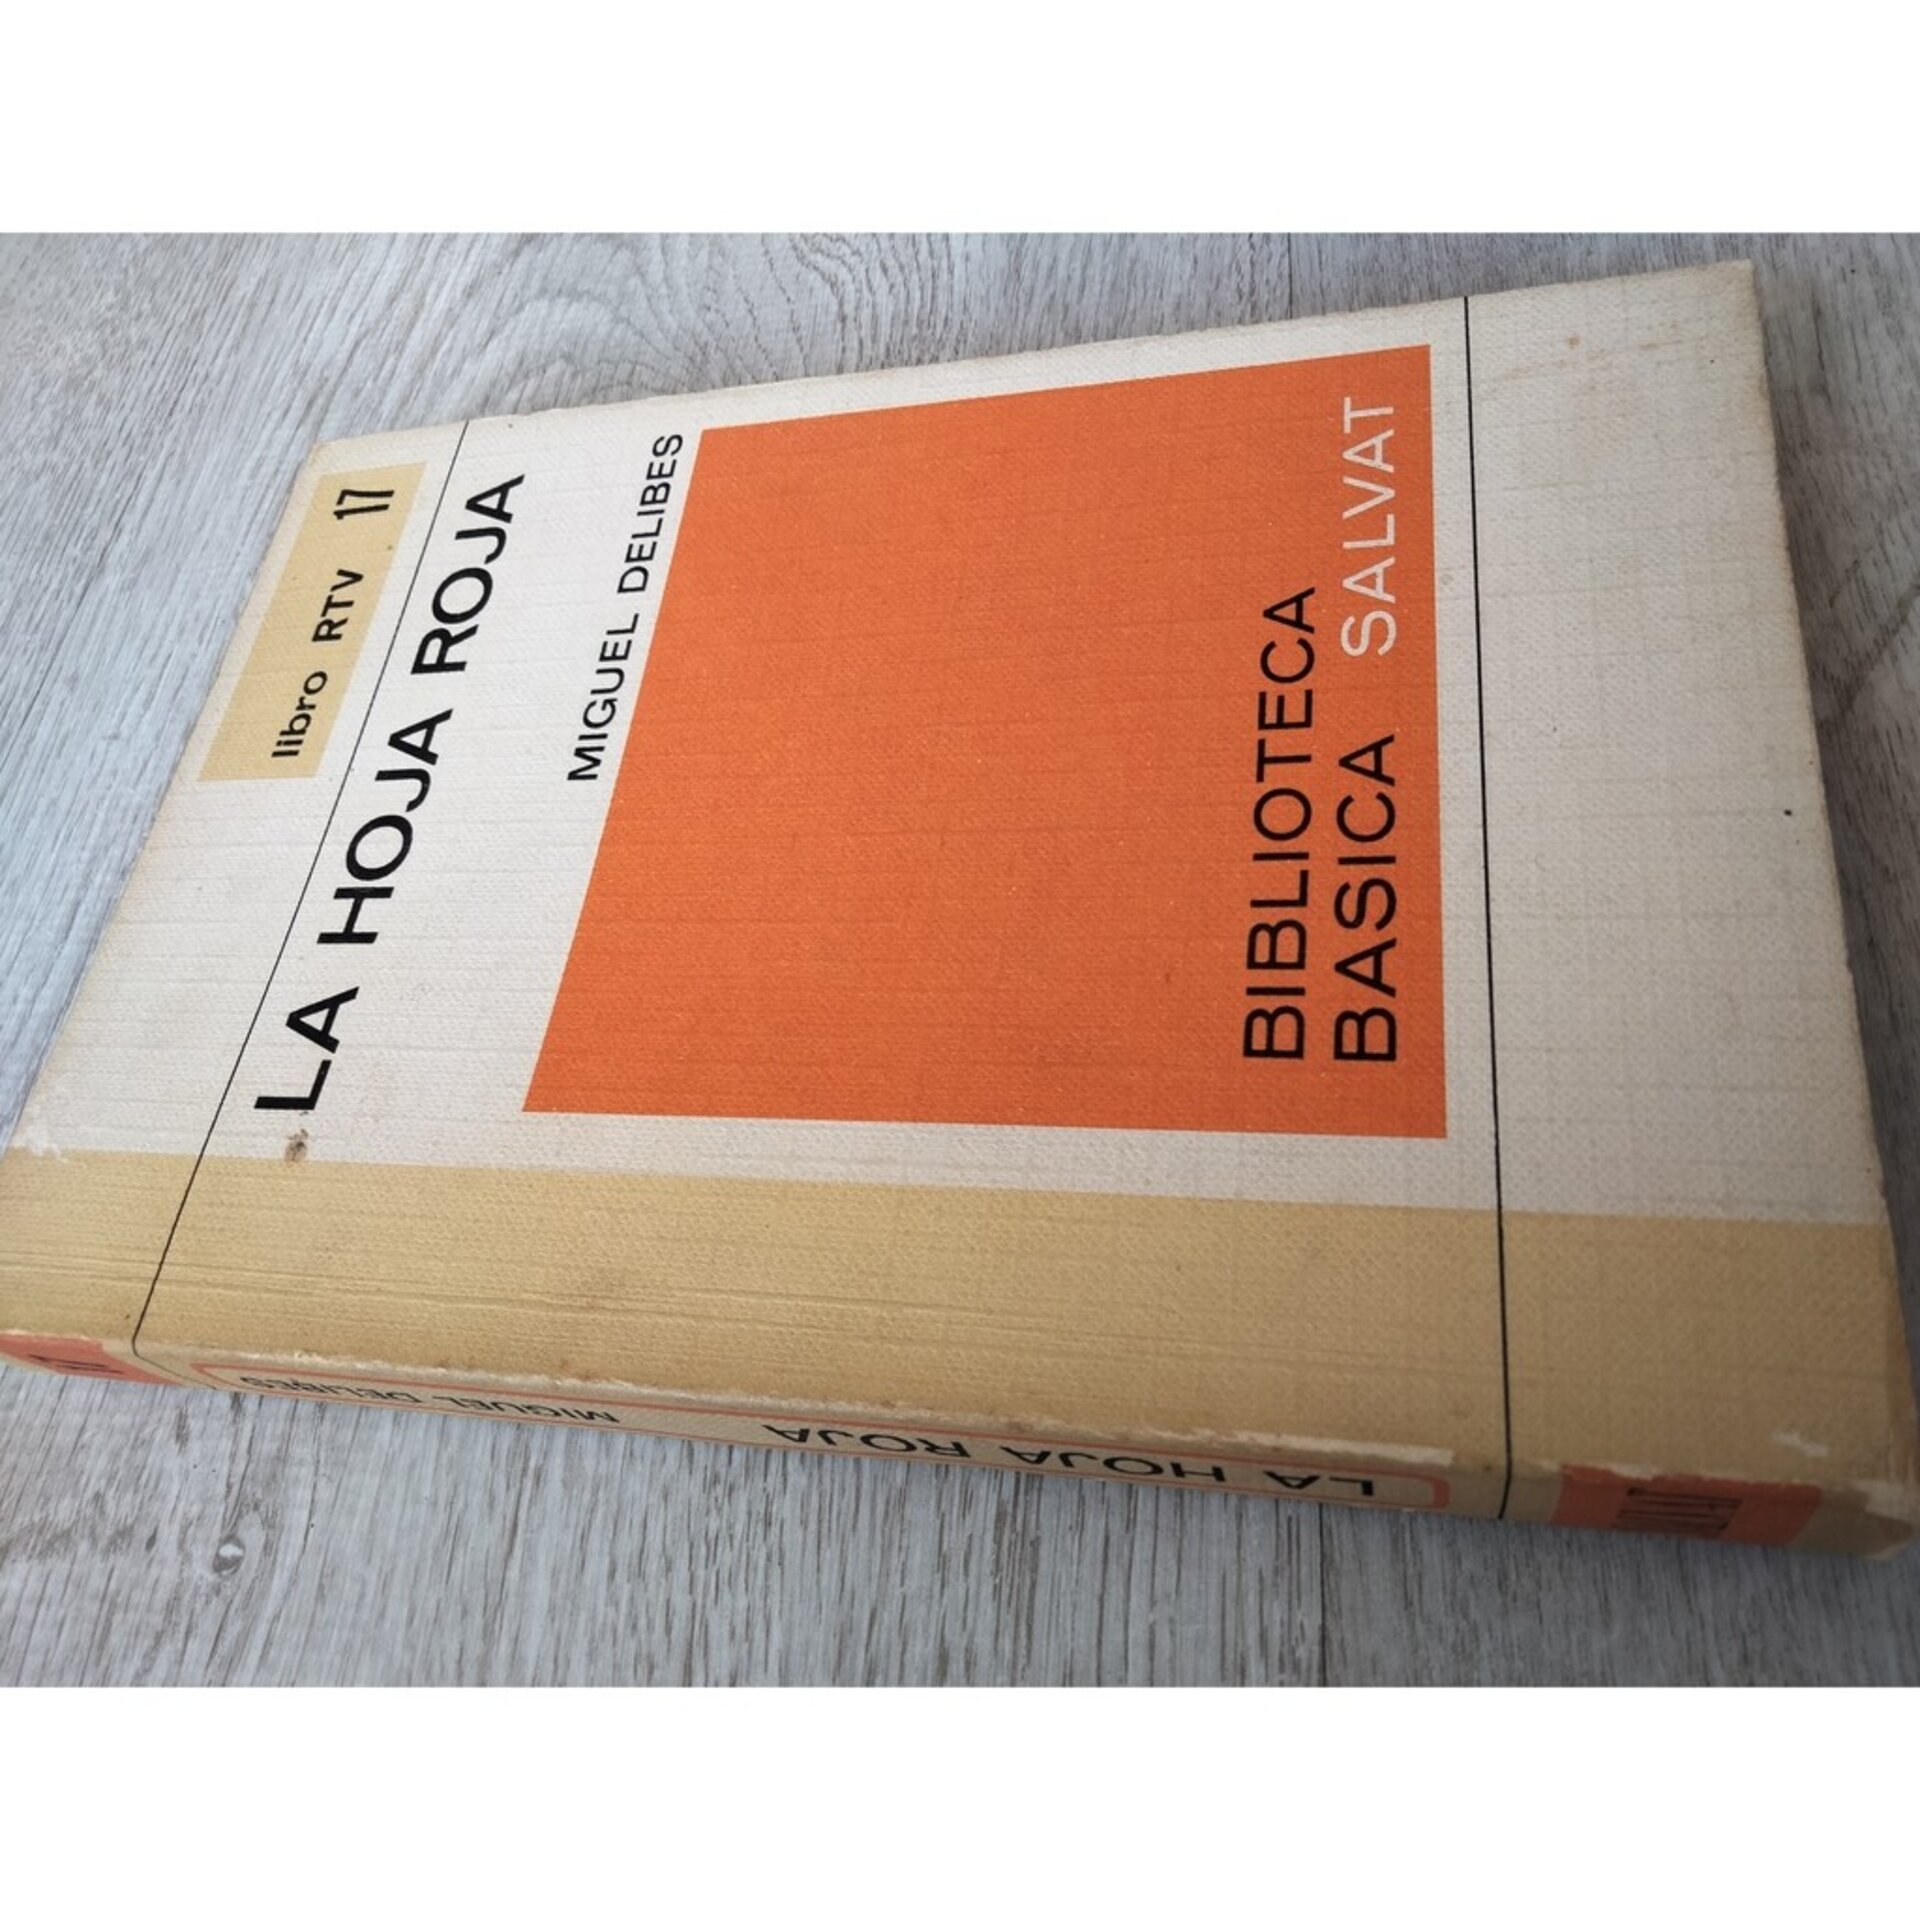 libro RTV 17
LA HOJA ROJA
MIGUEL DELIBES
BIBLIOTECA
BASICA SALVAT
LA HOJA ROJA MIGUEL DELIBES